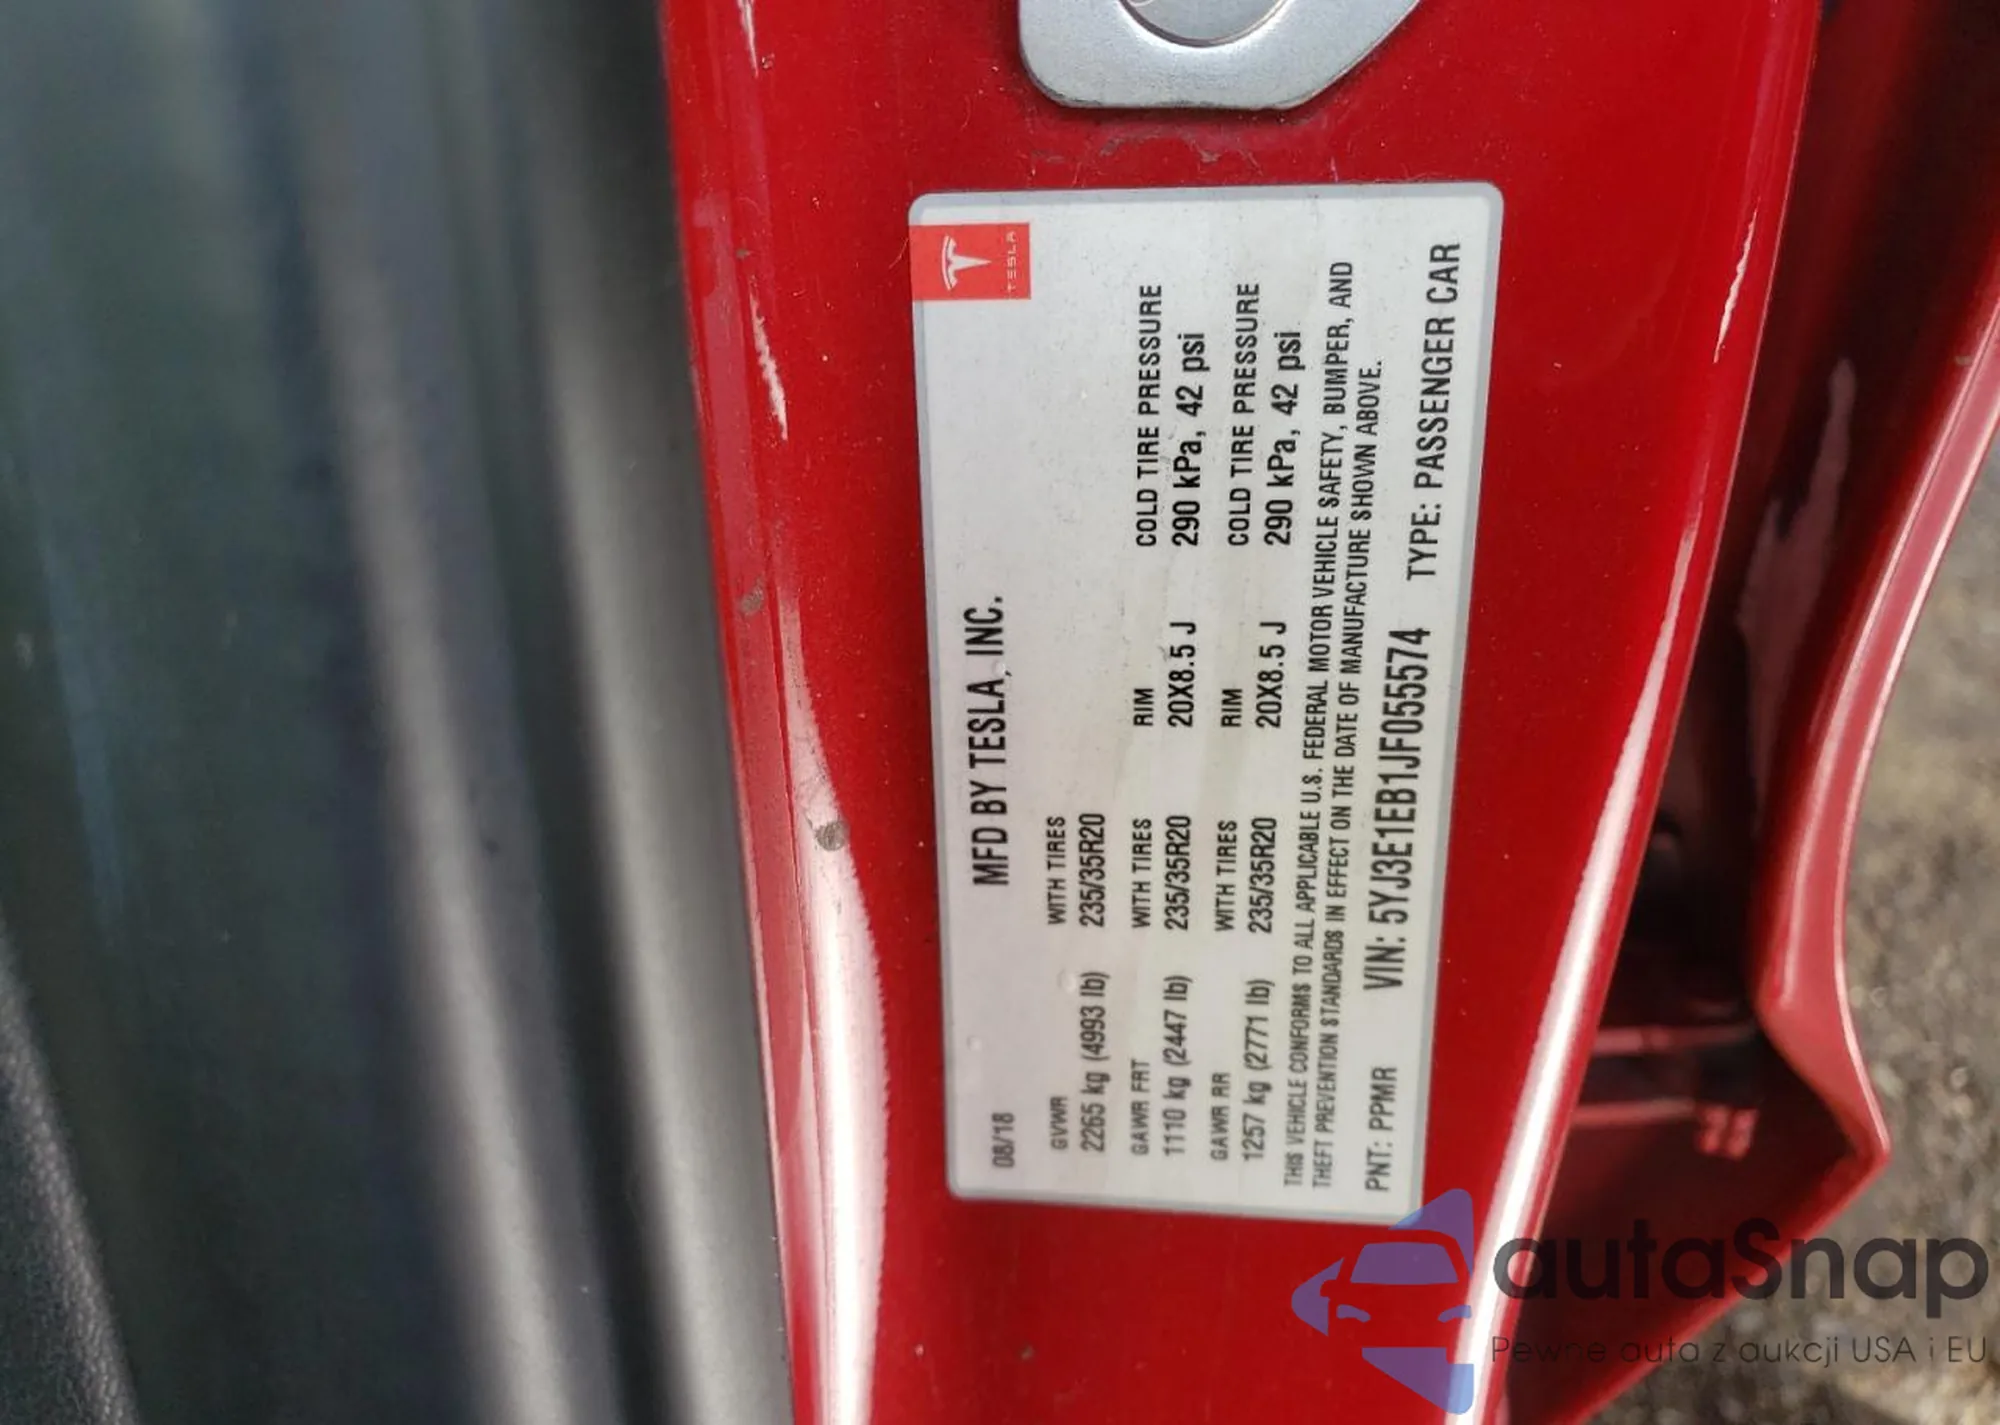 TESLA
MFD BY TESLA, INC.
08/18
GVWR WITH TIRES
2265 kg (4993 lb) 235/35R20
GAWR FRT WITH TIRES RIM COLD TIRE PRESSURE
1110 kg (2447 lb) 235/35R20 20X8.5 J 290 kPa, 42 psi
GAWR RR WITH TIRES RIM COLD TIRE PRESSURE
1257 kg (2771 lb) 235/35R20 20X8.5 J 290 kPa, 42 psi
THIS VEHICLE CONFORMS TO ALL APPLICABLE U.S. FEDERAL MOTOR VEHICLE SAFETY, BUMPER, AND
THEFT PREVENTION STANDARDS IN EFFECT ON THE DATE OF MANUFACTURE SHOWN ABOVE.
PNT: PPMR VIN: 5YJ3E1EB1JF055574 TYPE: PASSENGER CAR
autaSnap
Pewne auta z aukcji USA i EU